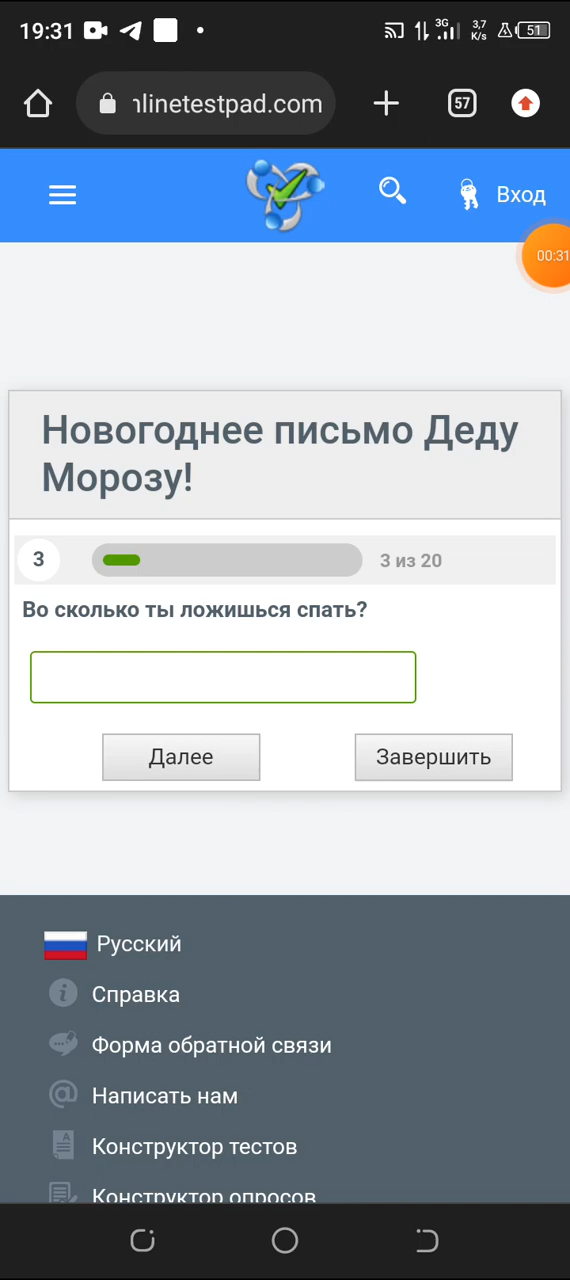 19:31 3G 3,7 K/s 51
nlinetestpad.com 57
Вход
00:31
Новогоднее письмо Деду
Морозу!
3 3 из 20
Во сколько ты ложишься спать?
Далее Завершить
Русский
Справка
Форма обратной связи
Написать нам
Конструктор тестов
Конструктор опросов